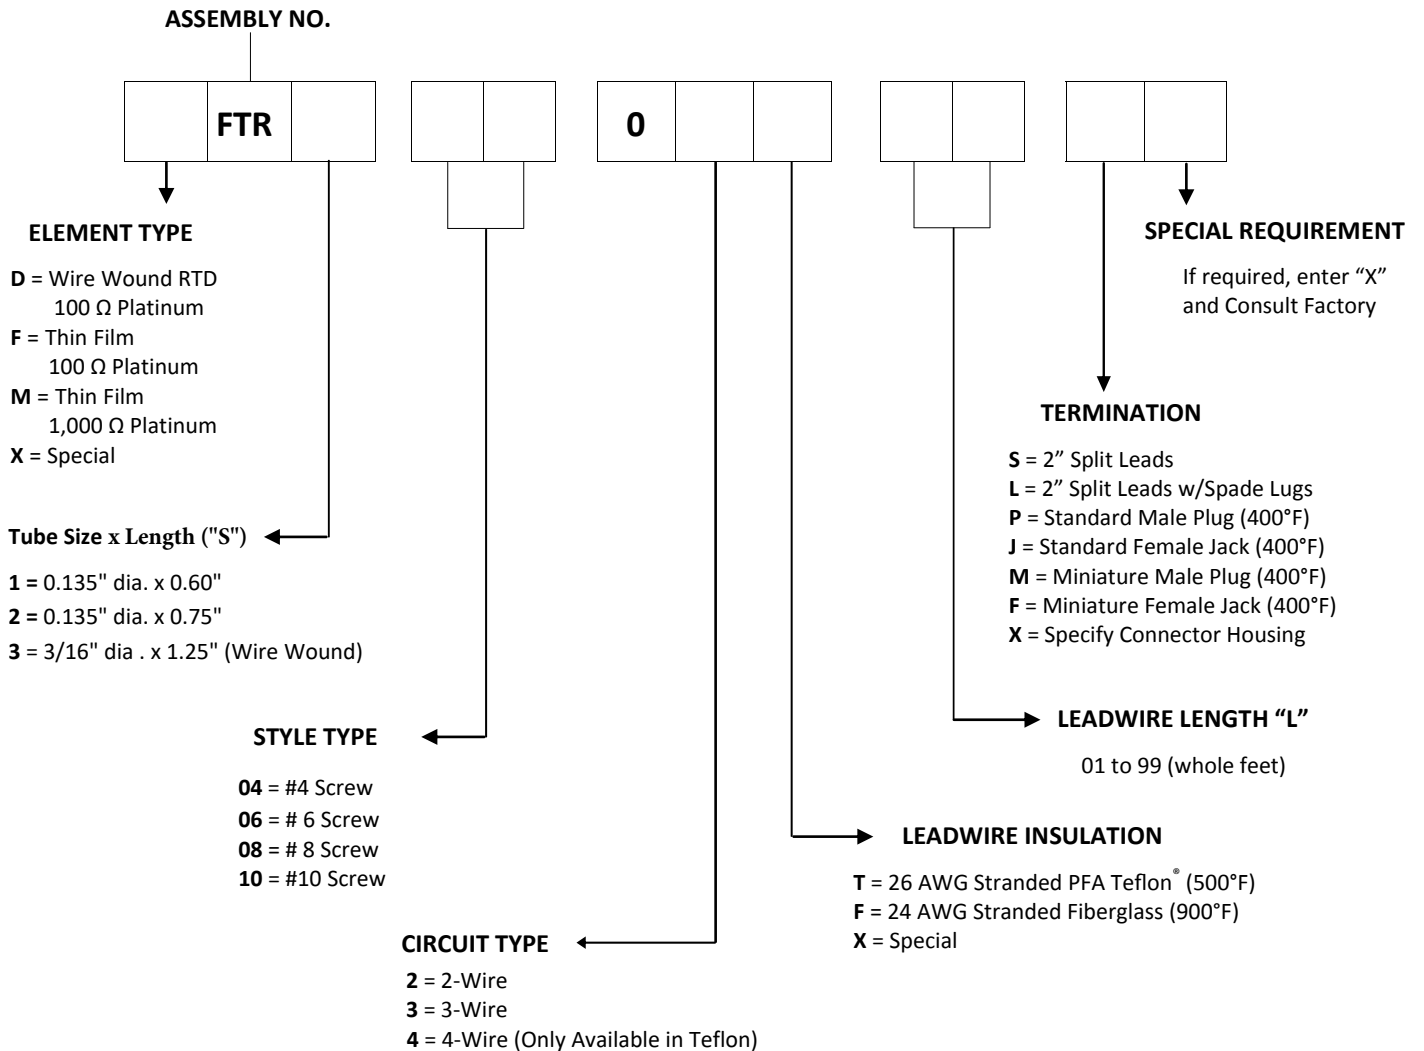 ASSEMBLY NO.
FTR
0
ELEMENT TYPE
D = Wire Wound RTD
100 Ω Platinum
F = Thin Film
100 Ω Platinum
M = Thin Film
1,000 Ω Platinum
X = Special
Tube Size x Length ("S")
1 = 0.135" dia. x 0.60"
2 = 0.135" dia. x 0.75"
3 = 3/16" dia . x 1.25" (Wire Wound)
STYLE TYPE
04 = #4 Screw
06 = # 6 Screw
08 = # 8 Screw
10 = #10 Screw
CIRCUIT TYPE
2 = 2-Wire
3 = 3-Wire
4 = 4-Wire (Only Available in Teflon)
LEADWIRE INSULATION
T = 26 AWG Stranded PFA Teflon® (500°F)
F = 24 AWG Stranded Fiberglass (900°F)
X = Special
LEADWIRE LENGTH “L”
01 to 99 (whole feet)
TERMINATION
S = 2” Split Leads
L = 2” Split Leads w/Spade Lugs
P = Standard Male Plug (400°F)
J = Standard Female Jack (400°F)
M = Miniature Male Plug (400°F)
F = Miniature Female Jack (400°F)
X = Specify Connector Housing
SPECIAL REQUIREMENT
If required, enter “X”
and Consult Factory